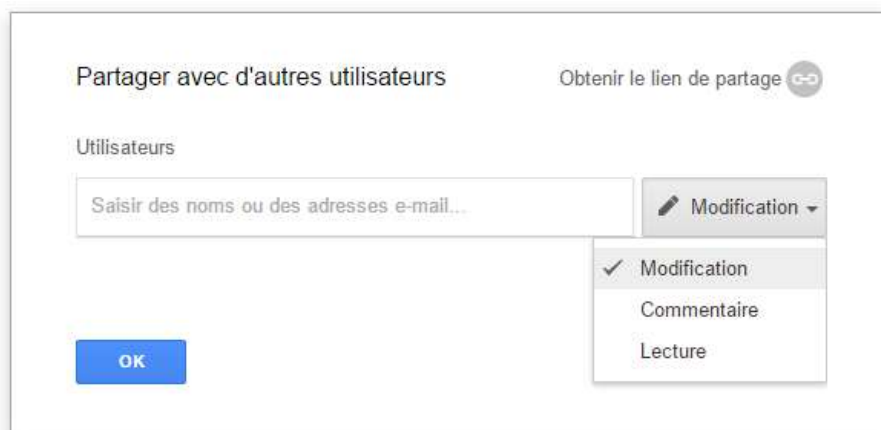 Partager avec d'autres utilisateurs
Obtenir le lien de partage
Utilisateurs
Saisir des noms ou des adresses e-mail...
Modification
Modification
Commentaire
Lecture
OK